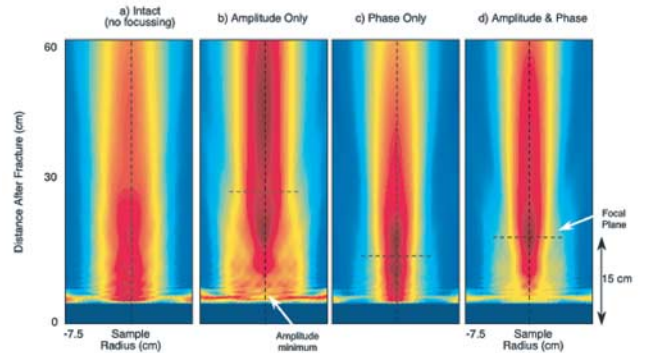 a) Intact
(no focussing)
b) Amplitude Only
c) Phase Only
d) Amplitude & Phase
60
30
0
Distance After Fracture (cm)
Focal
Plane
15 cm
-7.5 Sample
Radius (cm)
Amplitude
minimum
-7.5 Sample
Radius (cm)